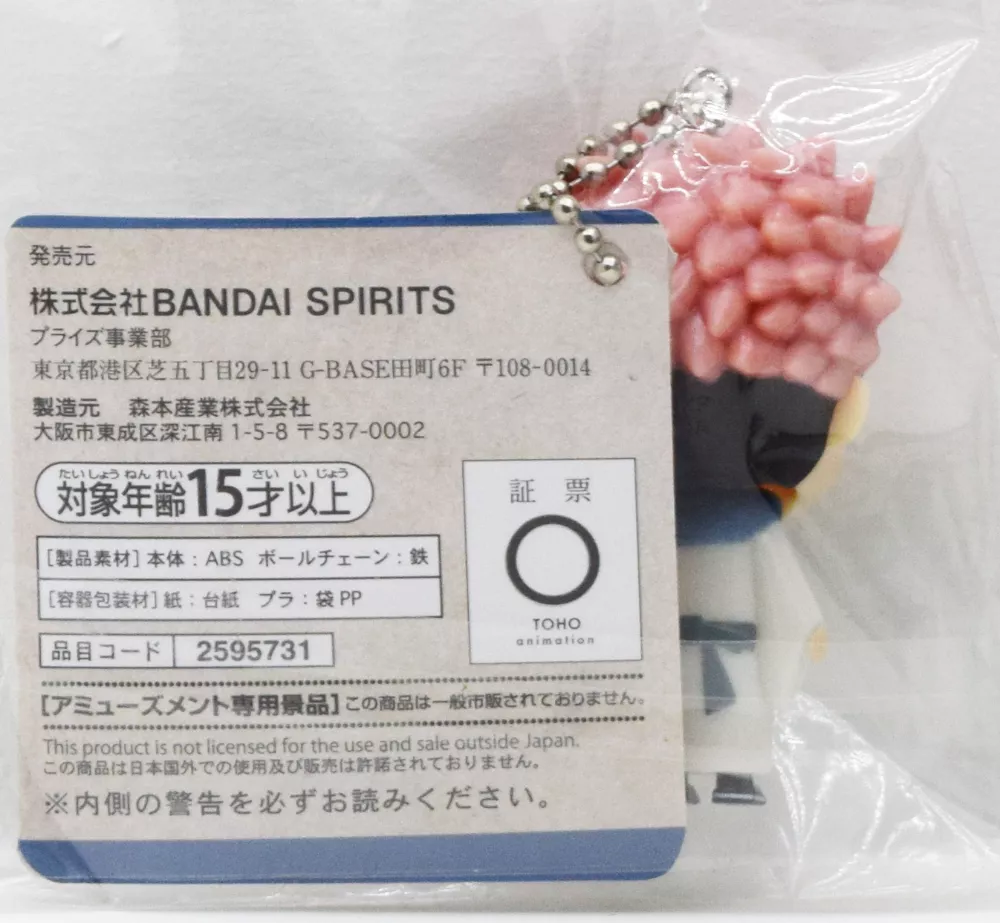 発売元
株式会社BANDAI SPIRITS
プライズ事業部
東京都港区芝五丁目29-11 G-BASE田町6F 〒108-0014
製造元 森本産業株式会社
大阪市東成区深江南 1-5-8 〒537-0002
たいしょうねんれい さいいじょう
対象年齢15才以上
[製品素材] 本体：ABS ボールチェーン：鉄
[容器包装材] 紙：台紙 プラ：袋 PP
品目コード 2595731
証票
TOHO
animation
[アミューズメント専用景品] この商品は一般市販されておりません。
This product is not licensed for the use and sale outside Japan.
この商品は日本国外での使用及び販売は許諾されておりません。
※内側の警告を必ずお読みください。